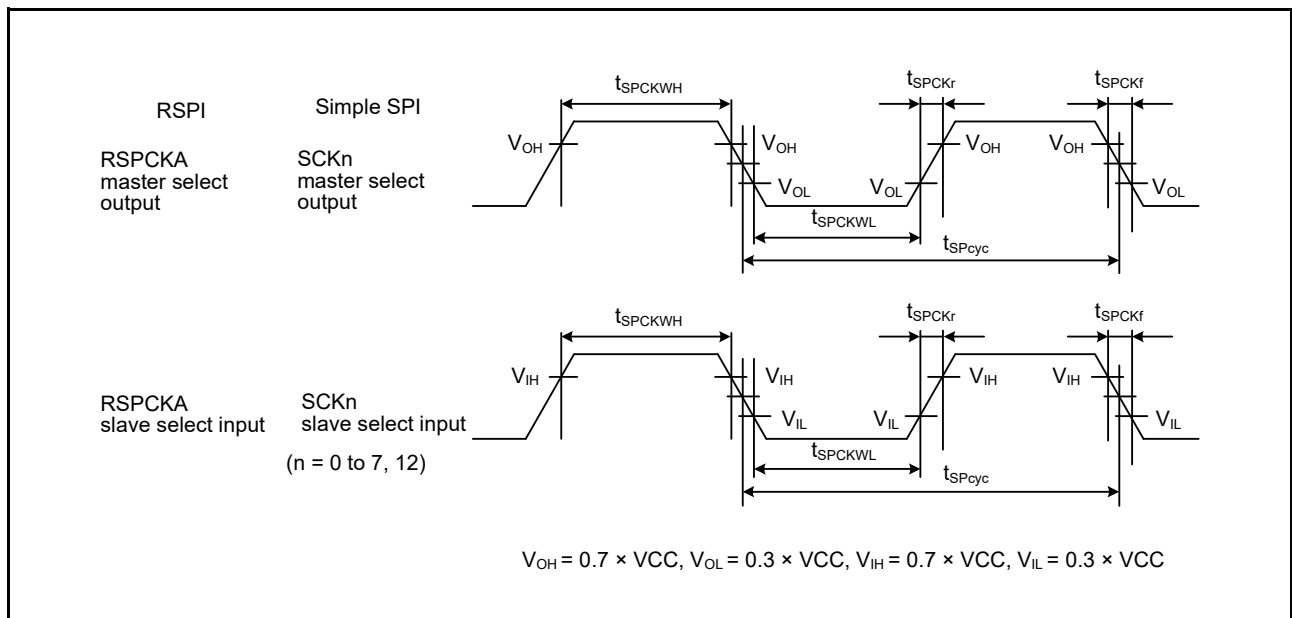 RSPI
Simple SPI
RSPCKA
master select
output
SCKn
master select
output
tSPCKWH
tSPCKr
tSPCKf
VOH
VOH
VOL
VOL
VOH
VOH
VOL
tSPCKWL
tSPcyc
RSPCKA
slave select input
SCKn
slave select input
(n = 0 to 7, 12)
tSPCKWH
tSPCKr
tSPCKf
VIH
VIH
VIL
VIL
VIH
VIH
VIL
tSPCKWL
tSPcyc
VOH = 0.7 × VCC, VOL = 0.3 × VCC, VIH = 0.7 × VCC, VIL = 0.3 × VCC